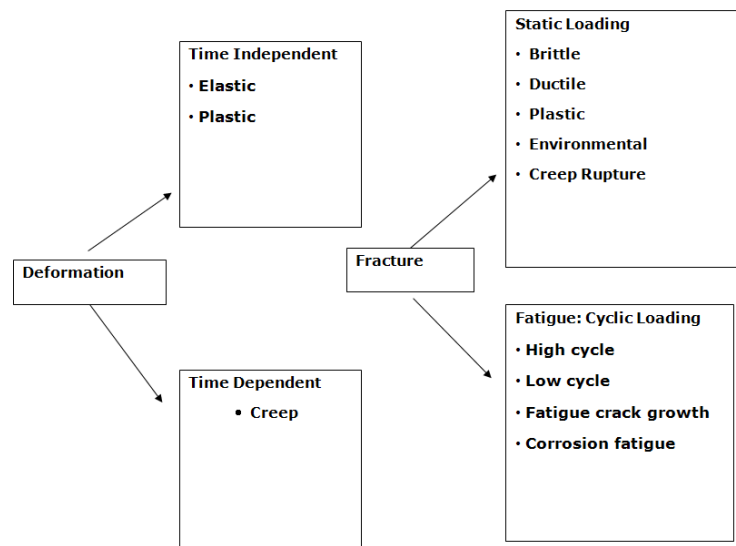 Deformation
Time Independent
• Elastic
• Plastic
Time Dependent
• Creep
Fracture
Static Loading
• Brittle
• Ductile
• Plastic
• Environmental
• Creep Rupture
Fatigue: Cyclic Loading
• High cycle
• Low cycle
• Fatigue crack growth
• Corrosion fatigue